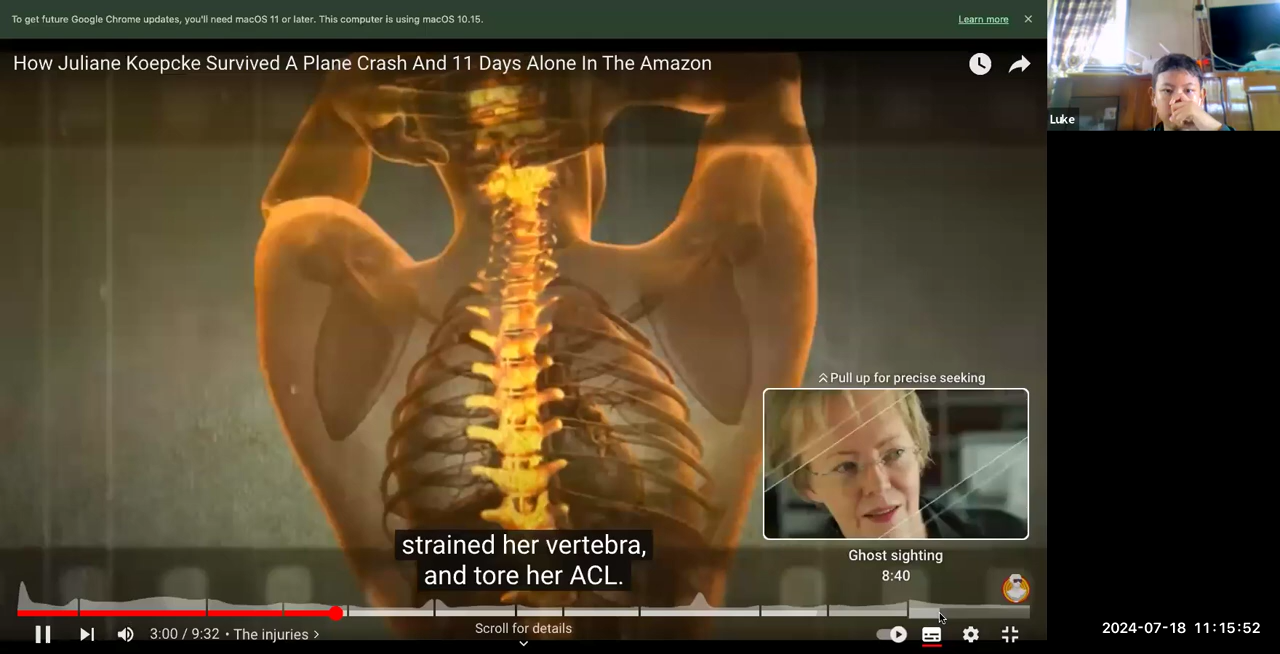 To get future Google Chrome updates, you'll need macOS 11 or later. This computer is using macOS 10.15.
Learn more
How Juliane Koepcke Survived A Plane Crash And 11 Days Alone In The Amazon
Luke
Pull up for precise seeking
strained her vertebra,
and tore her ACL.
Ghost sighting
8:40
3:00 / 9:32 • The injuries
Scroll for details
2024-07-18 11:15:52